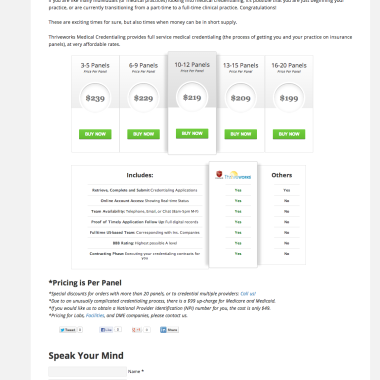 If you are like many individuals (or medical practices) looking into medical credentialing, it's possible that you are just beginning your
practice, or are currently transitioning from a part-time to a full-time clinical practice. Congratulations!
These are exciting times for sure, but also times when money can be in short supply.
Thriveworks Medical Credentialing provides full service medical credentialing (the process of getting you and your practice on insurance
panels), at very affordable rates.
3-5 Panels
Price Per Panel
$239
BUY NOW
6-9 Panels
Price Per Panel
$229
BUY NOW
10-12 Panels
Price Per Panel
$219
BUY NOW
13-15 Panels
Price Per Panel
$209
BUY NOW
16-20 Panels
Price Per Panel
$199
BUY NOW
Includes: Others
Retrieve, Complete and Submit Credentialing Applications Yes Yes
Online Account Access: Showing Real-time Status Yes No
Team Availability: Telephone, Email, or Chat (8am-5pm M-F) Yes No
Proof of Timely Application Follow Up: Full digital records Yes No
Fulltime US-based Team: Corresponding with Ins. Companies Yes No
BBB Rating: Highest possible A level Yes No
Contracting Phase: Executing your credentialing contracts for
you Yes No
*Pricing is Per Panel
*Special discounts for orders with more than 20 panels, or to credential multiple providers: Call us!
*Due to an unusually complicated credentialing process, there is a $99 up-charge for Medicare and Medicaid.
*If you would like us to obtain a National Provider Identification (NPI) number for you, the cost is only $49.
*Pricing for Labs, Facilities, and DME companies, please contact us.
Tweet 0 Like 5 +1 0 Share
Speak Your Mind
Name *